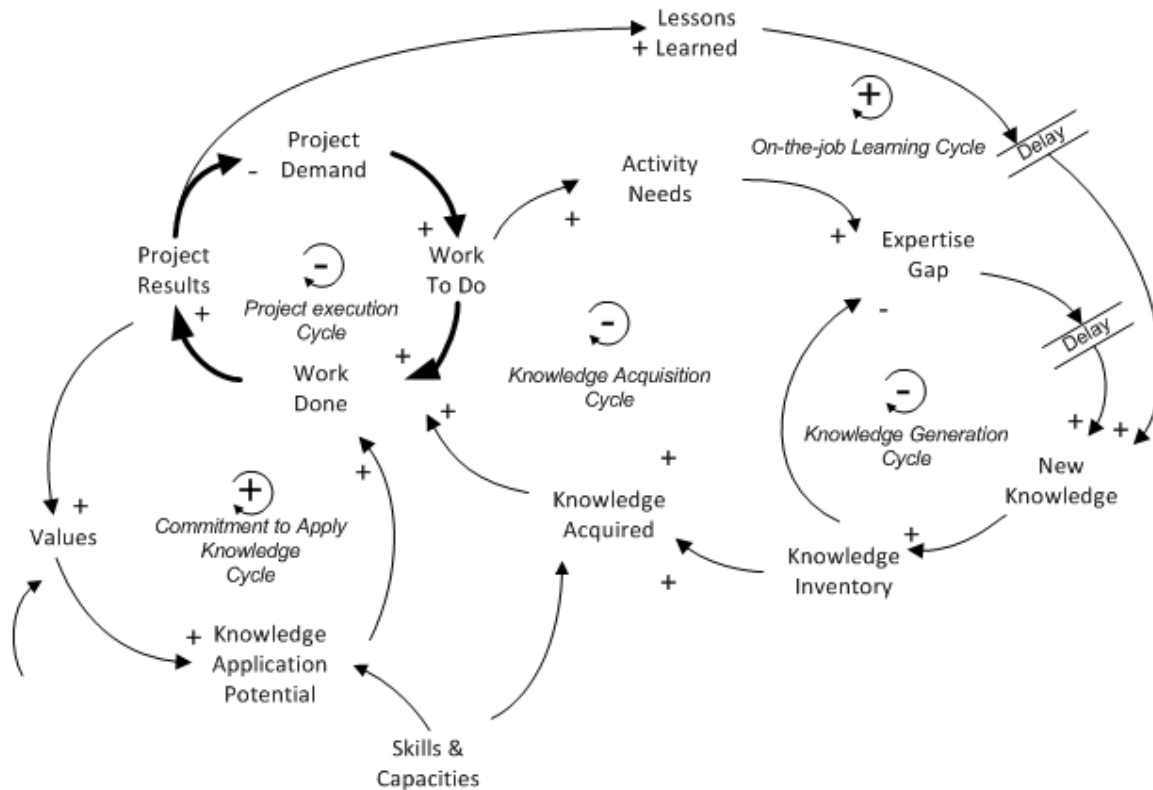 Lessons
+ Learned
+
On-the-job Learning Cycle
Delay
Project
Demand
-
Activity
Needs
+
+
Work
To Do
+
Expertise
Gap
-
Project
Results
+
-
Project execution
Cycle
+
Work
Done
+
-
Knowledge Acquisition
Cycle
Delay
-
Knowledge Generation
Cycle
+ +
New
Knowledge
+
+
Values
+
Commitment to Apply
Knowledge
Cycle
+
+
Knowledge
Acquired
+
+
Knowledge
Inventory
+ Knowledge
Application
Potential
Skills &
Capacities